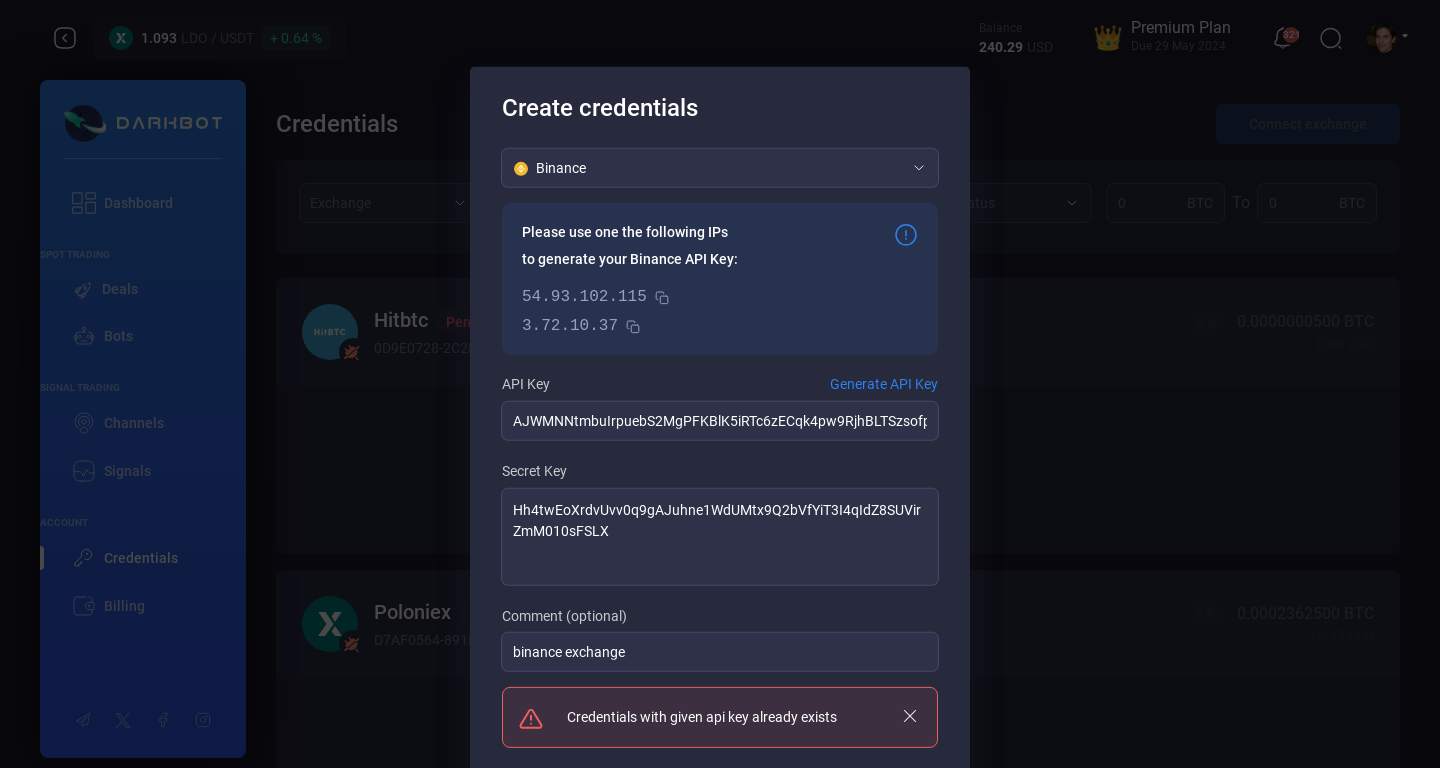 1.093 LDO / USDT + 0.64 %
Balance
240.29 USD
Premium Plan
Due 29 May 2024
321
DARKBOT
Dashboard
SPOT TRADING
Deals
Bots
SIGNAL TRADING
Channels
Signals
ACCOUNT
Credentials
Billing
Credentials
Connect exchange
Exchange
atus
0 BTC To 0 BTC
HitBTC
Hitbtc
Pen
0D9E0728-2C2
0.0000000500 BTC
Poloniex
D7AF0564-891
0.0002362500 BTC
Create credentials
Binance
Please use one the following IPs
to generate your Binance API Key:
54.93.102.115
3.72.10.37
API Key Generate API Key
AJWMNNtmbuIrpuebS2MgPFKBlK5iRTc6zECqk4pw9RjhBLTSzsofp
Secret Key
Hh4twEoXrdvUvv0q9gAJuhne1WdUMtx9Q2bVfYiT3I4qIdZ8SUVir
ZmM010sFSLX
Comment (optional)
binance exchange
Credentials with given api key already exists